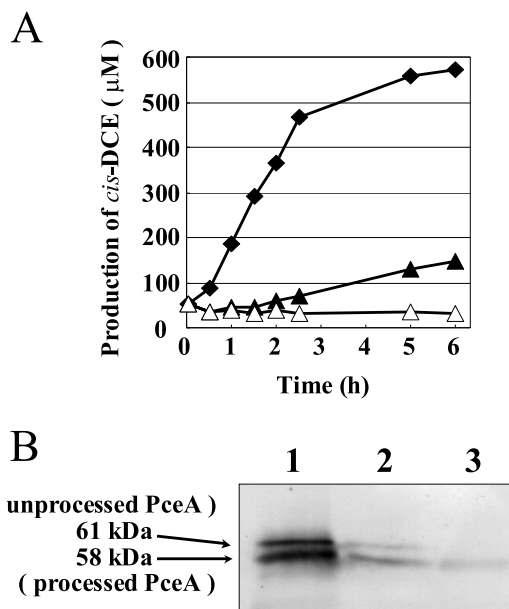 A
Production of cis-DCE ( μM )
600
500
400
300
200
100
0
0 1 2 3 4 5 6
Time (h)
B
1 2 3
unprocessed PceA )
61 kDa
58 kDa
( processed PceA)